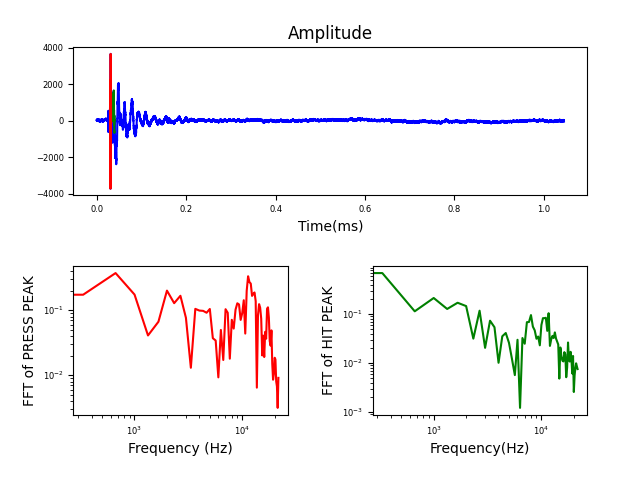 Amplitude
4000
2000
0
−2000
−4000
0.0 0.2 0.4 0.6 0.8 1.0
Time(ms)
FFT of PRESS PEAK
10⁻¹
10⁻²
10³ 10⁴
Frequency (Hz)
FFT of HIT PEAK
10⁻¹
10⁻²
10⁻³
10³ 10⁴
Frequency(Hz)